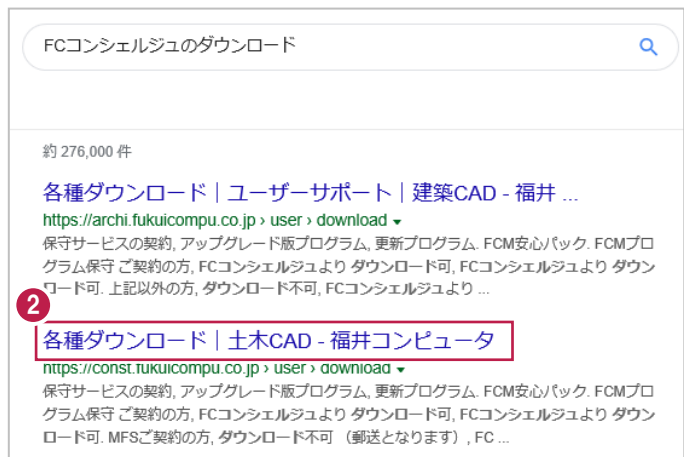 FCコンシェルジュのダウンロード
約 276,000 件
各種ダウンロード｜ユーザーサポート｜建築CAD - 福井 ...
https://archi.fukuicompu.co.jp › user › download
保守サービスの契約, アップグレード版プログラム, 更新プログラム. FCM安心パック. FCMプロ
グラム保守 ご契約の方, FCコンシェルジュより ダウンロード可, FCコンシェルジュより ダウン
ロード可. 上記以外の方, ダウンロード不可, FCコンシェルジュより ...
2
各種ダウンロード｜土木CAD - 福井コンピュータ
https://const.fukuicompu.co.jp › user › download
保守サービスの契約, アップグレード版プログラム, 更新プログラム. FCM安心パック. FCMプロ
グラム保守 ご契約の方, FCコンシェルジュより ダウンロード可, FCコンシェルジュより ダウン
ロード可. MFSご契約の方, ダウンロード不可 （郵送となります）, FC ...